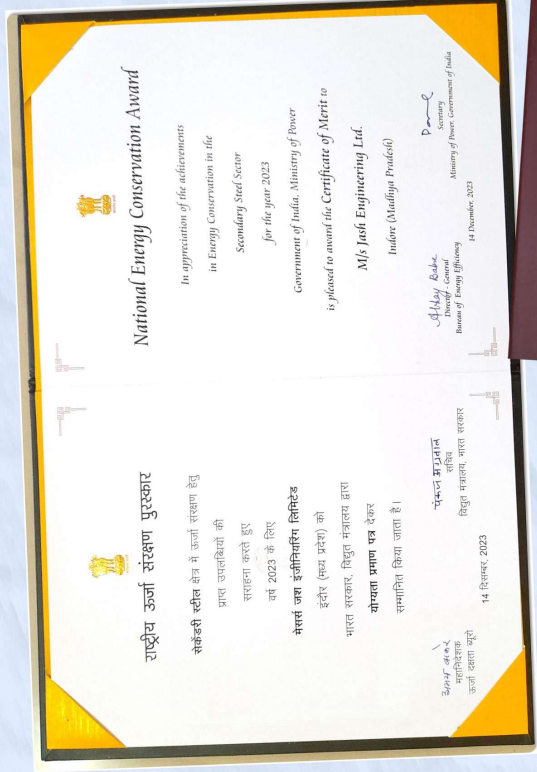 राष्ट्रीय ऊर्जा संरक्षण पुरस्कार
सेकेंडरी स्टील क्षेत्र में ऊर्जा संरक्षण हेतु
प्राप्त उपलब्धियों की
सराहना करते हुए
वर्ष 2023 के लिए
मेसर्स जश इंजीनियरिंग लिमिटेड
इंदौर (मध्य प्रदेश) को
भारत सरकार, विद्युत मंत्रालय द्वारा
योग्यता प्रमाण पत्र देकर
सम्मानित किया जाता है।
अभय बाकरे
महानिदेशक
ऊर्जा दक्षता ब्यूरो
पंकज अग्रवाल
सचिव
विद्युत मंत्रालय, भारत सरकार
14 दिसम्बर, 2023
National Energy Conservation Award
In appreciation of the achievements
in Energy Conservation in the
Secondary Steel Sector
for the year 2023
Government of India, Ministry of Power
is pleased to award the Certificate of Merit to
M/s Jash Engineering Ltd.
Indore (Madhya Pradesh)
Director - General
Bureau of Energy Efficiency
Secretary
Ministry of Power, Government of India
14 December, 2023